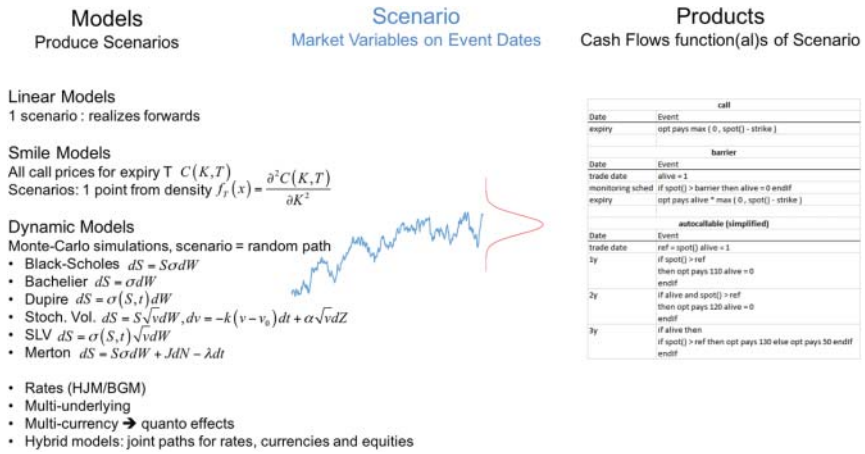 Models
Produce Scenarios
Scenario
Market Variables on Event Dates
Products
Cash Flows function(al)s of Scenario
Linear Models
1 scenario : realizes forwards
Smile Models
All call prices for expiry T C(K,T)
Scenarios: 1 point from density f_T(x) = ∂²C(K,T) / ∂K²
Dynamic Models
Monte-Carlo simulations, scenario = random path
• Black-Scholes dS = SσdW
• Bachelier dS = σdW
• Dupire dS = σ(S,t)dW
• Stoch. Vol. dS = S√v dW, dv = −k(v − v₀)dt + α√v dZ
• SLV dS = σ(S,t)√v dW
• Merton dS = SσdW + JdN − λdt
• Rates (HJM/BGM)
• Multi-underlying
• Multi-currency ➔ quanto effects
• Hybrid models: joint paths for rates, currencies and equities
call
Date Event
expiry opt pays max ( 0 , spot() - strike )
barrier
Date Event
trade date alive = 1
monitoring sched if spot() > barrier then alive = 0 endif
expiry opt pays alive * max ( 0 , spot() - strike )
autocallable (simplified)
Date Event
trade date ref = spot() alive = 1
1y if spot() > ref
then opt pays 110 alive = 0
endif
2y if alive and spot() > ref
then opt pays 120 alive = 0
endif
3y if alive then
if spot() > ref then opt pays 130 else opt pays 50 endif
endif